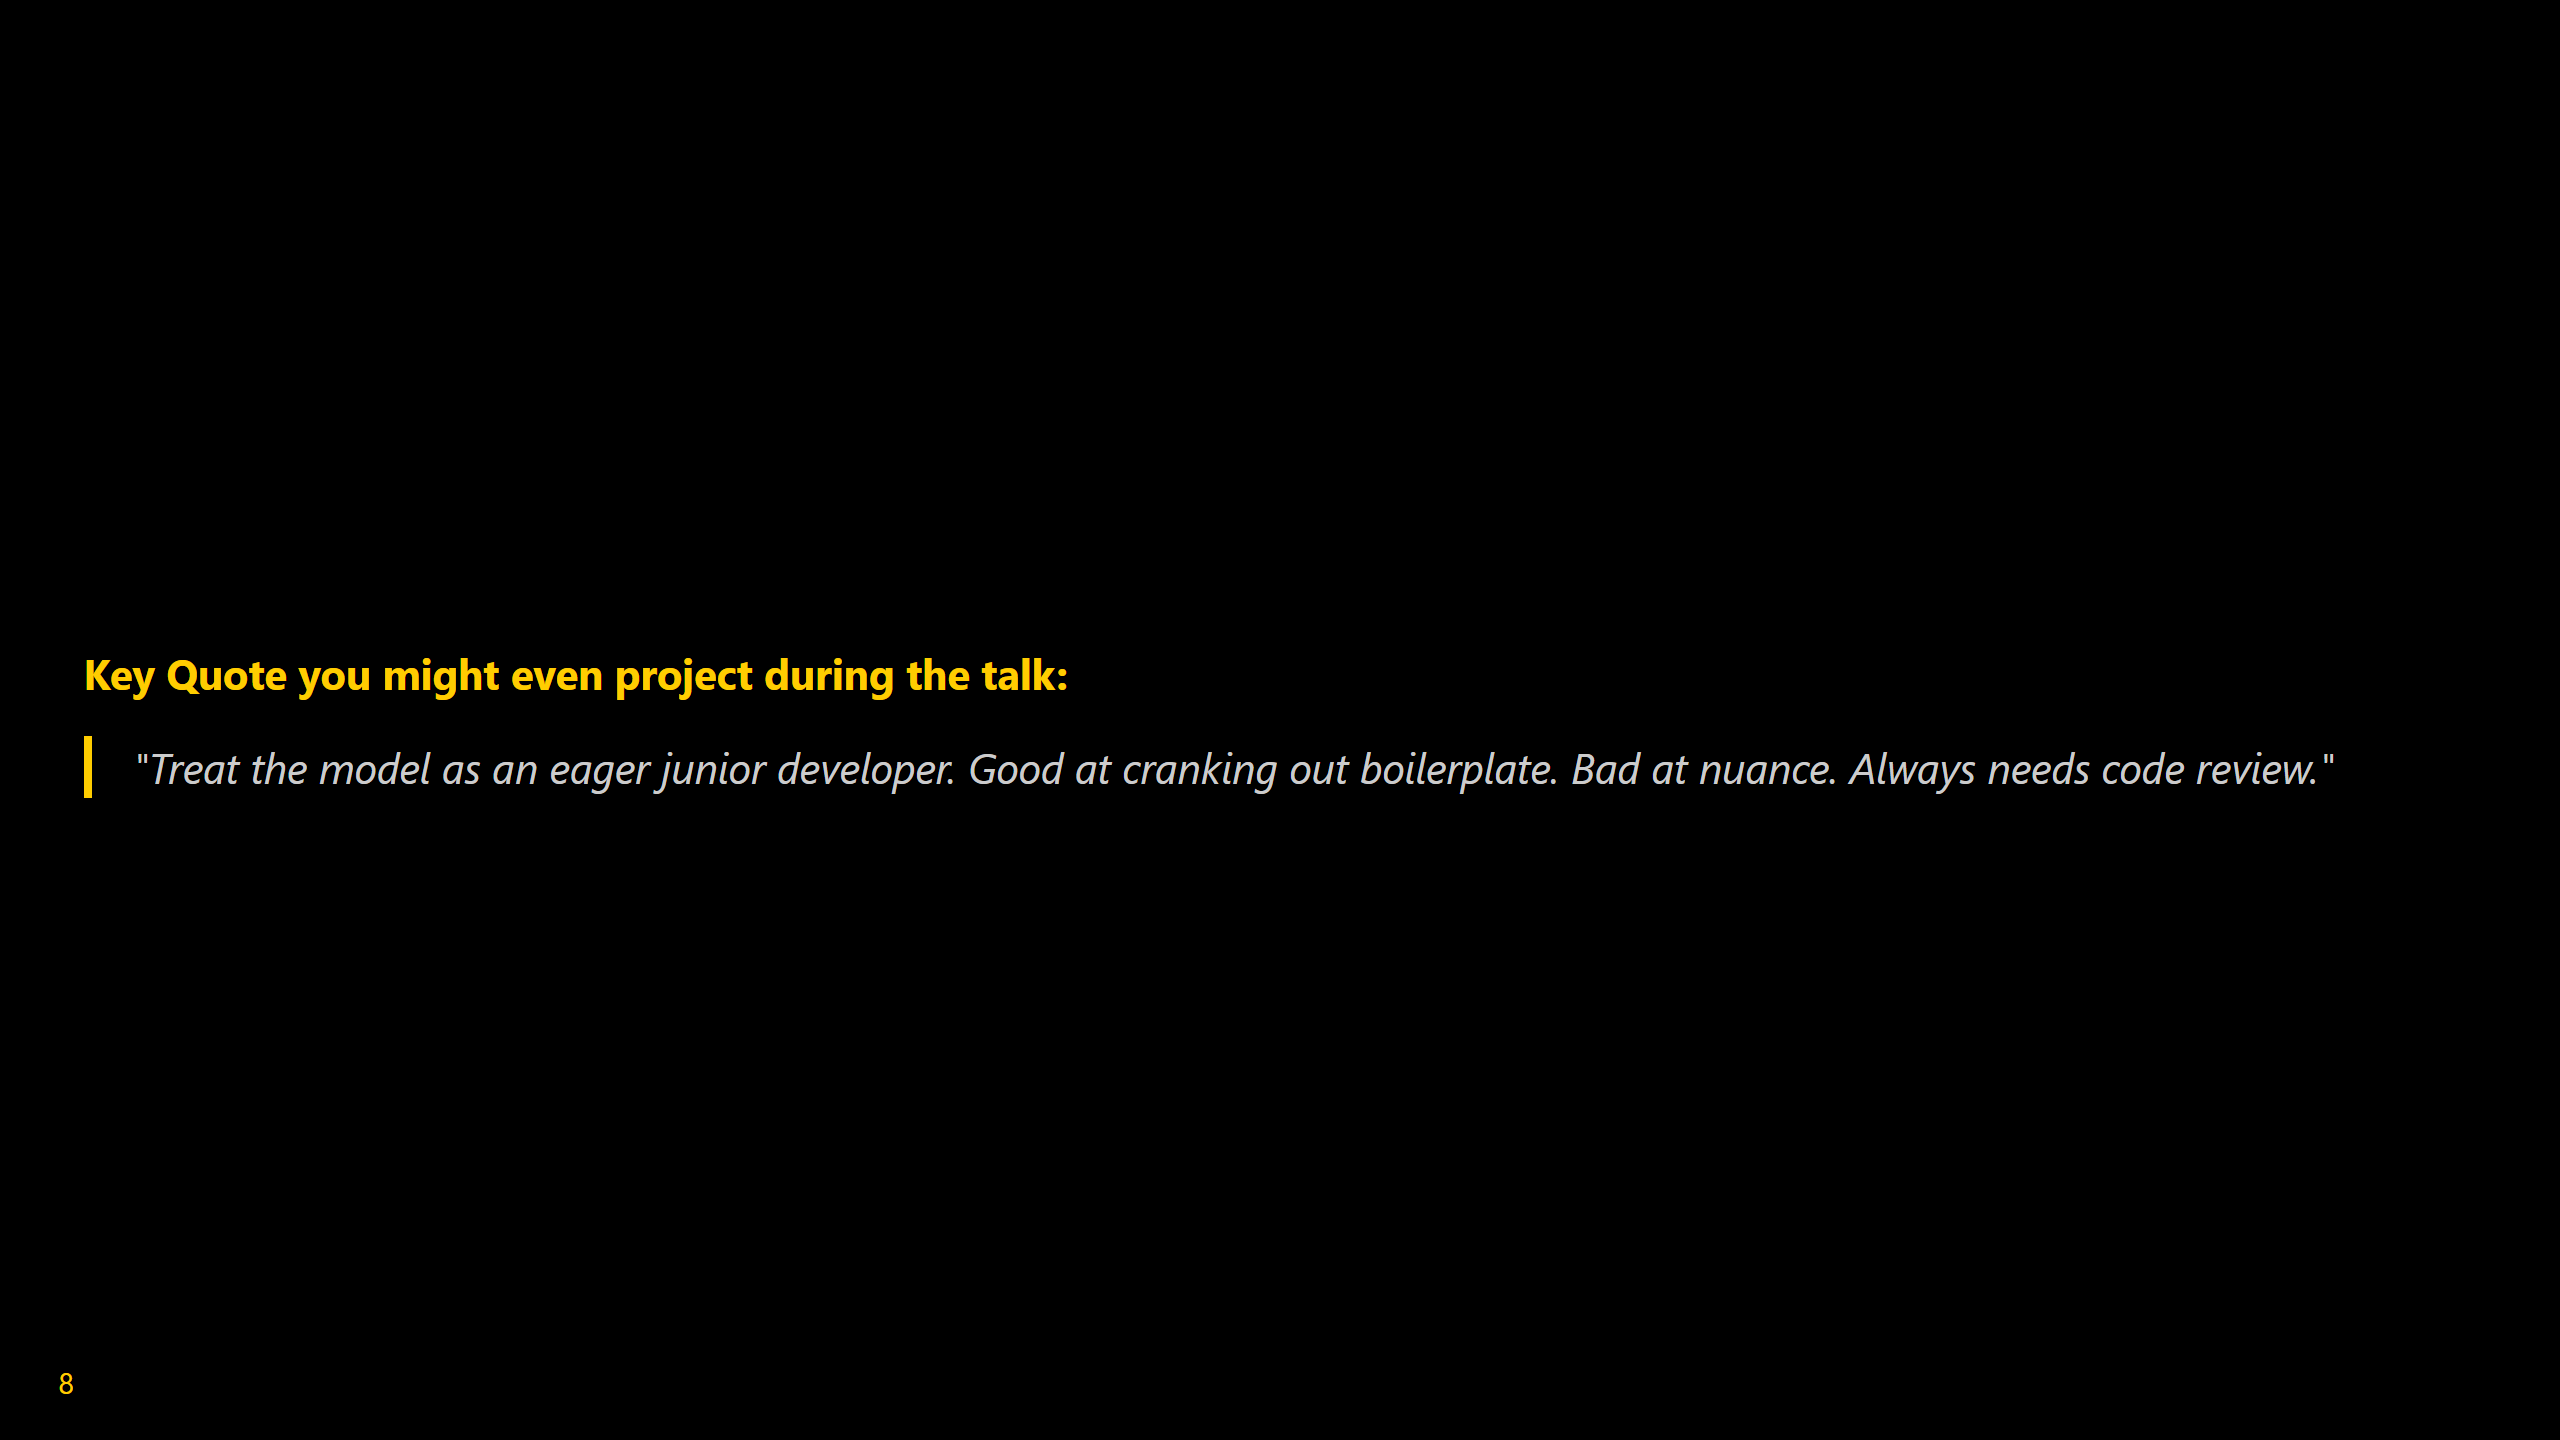 Key Quote you might even project during the talk:
"Treat the model as an eager junior developer. Good at cranking out boilerplate. Bad at nuance. Always needs code review."
8